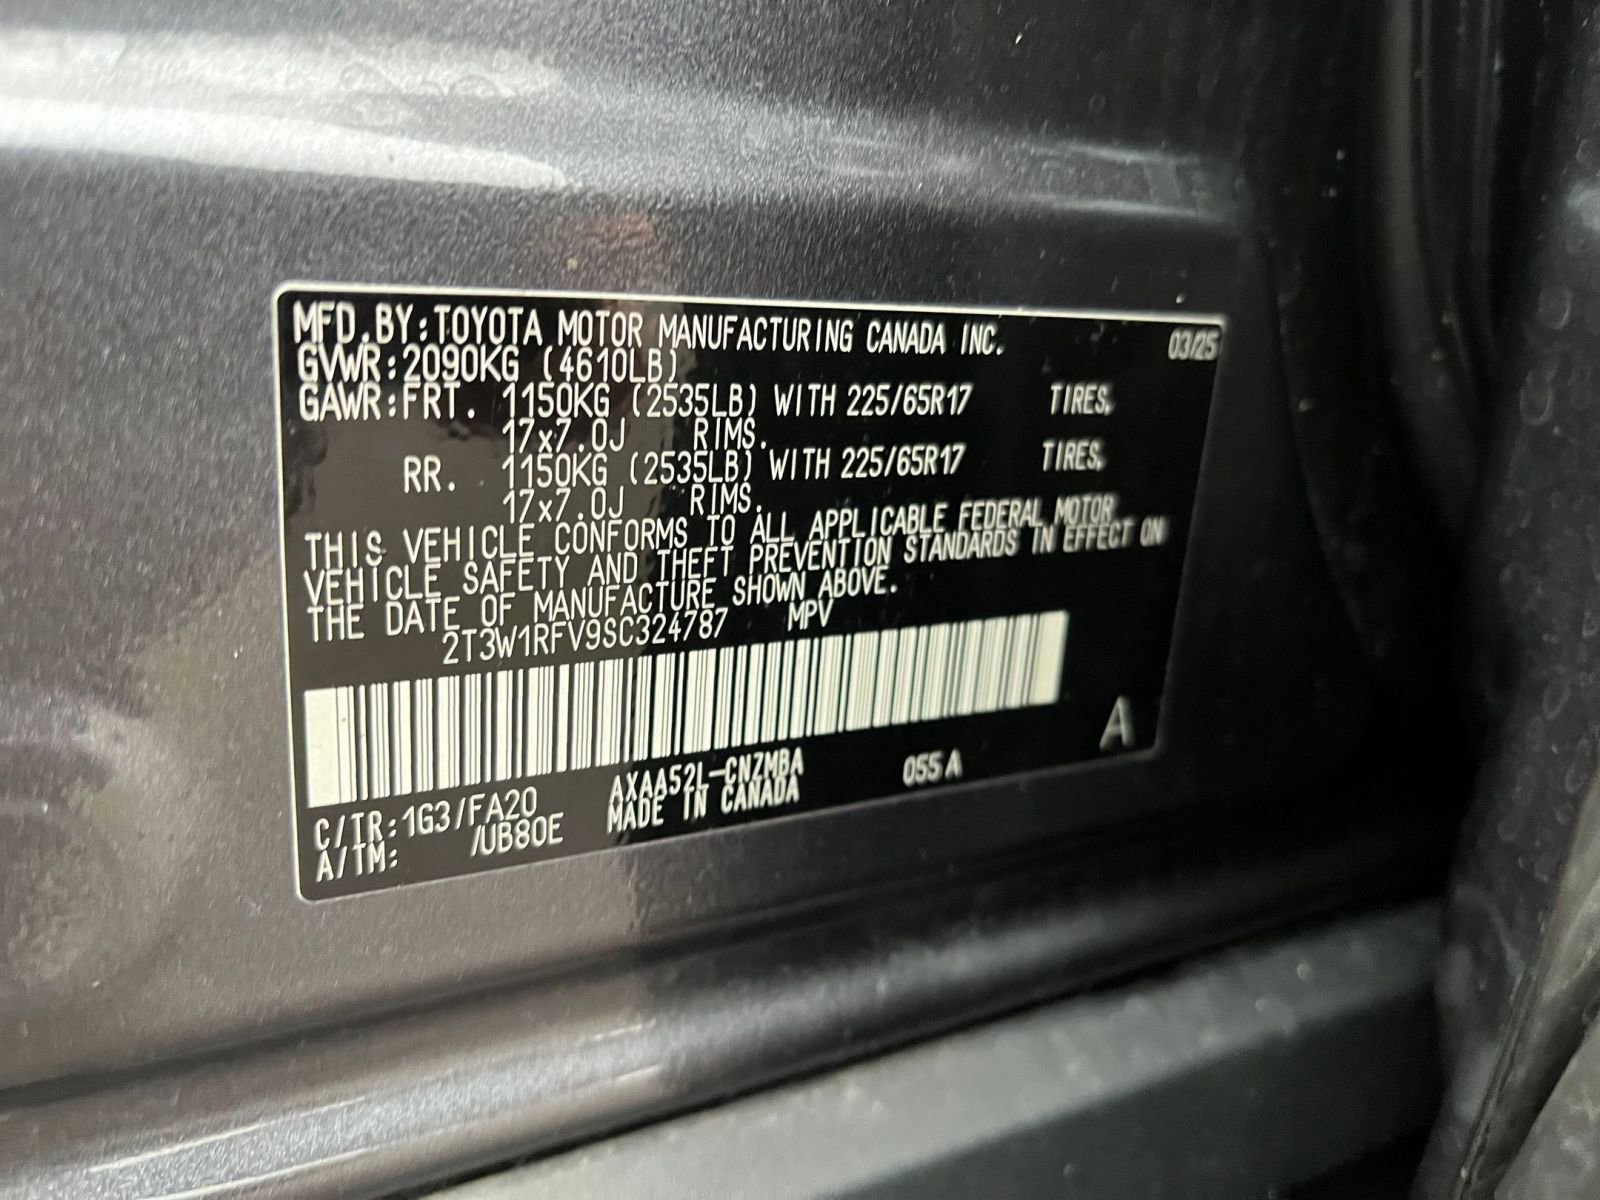 MFD.BY:TOYOTA MOTOR MANUFACTURING CANADA INC. 03/25
GVWR:2090KG (4610LB)
GAWR:FRT. 1150KG (2535LB) WITH 225/65R17 TIRES,
17x7.0J RIMS.
RR. 1150KG (2535LB) WITH 225/65R17 TIRES,
17x7.0J RIMS.
THIS VEHICLE CONFORMS TO ALL APPLICABLE FEDERAL MOTOR
VEHICLE SAFETY AND THEFT PREVENTION STANDARDS IN EFFECT ON
THE DATE OF MANUFACTURE SHOWN ABOVE.
2T3W1RFV9SC324787 MPV
A
C/TR:1G3/FA20 AXAA52L-CNZMBA 055A
A/TM: /UB80E MADE IN CANADA